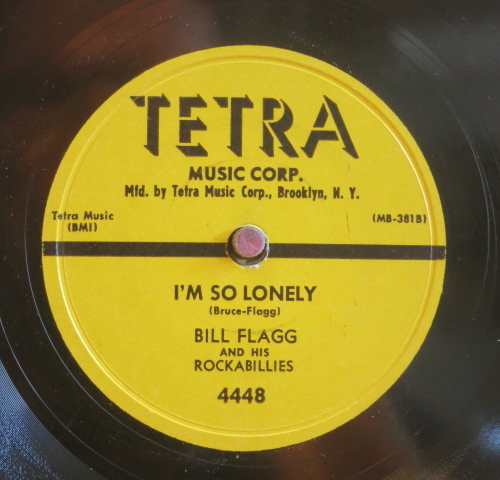 TETRA
MUSIC CORP.
Mfd. by Tetra Music Corp., Brooklyn, N. Y.
Tetra Music
(BMI)
(MB-381B)
I'M SO LONELY
(Bruce-Flagg)
BILL FLAGG
AND HIS
ROCKABILLIES
4448